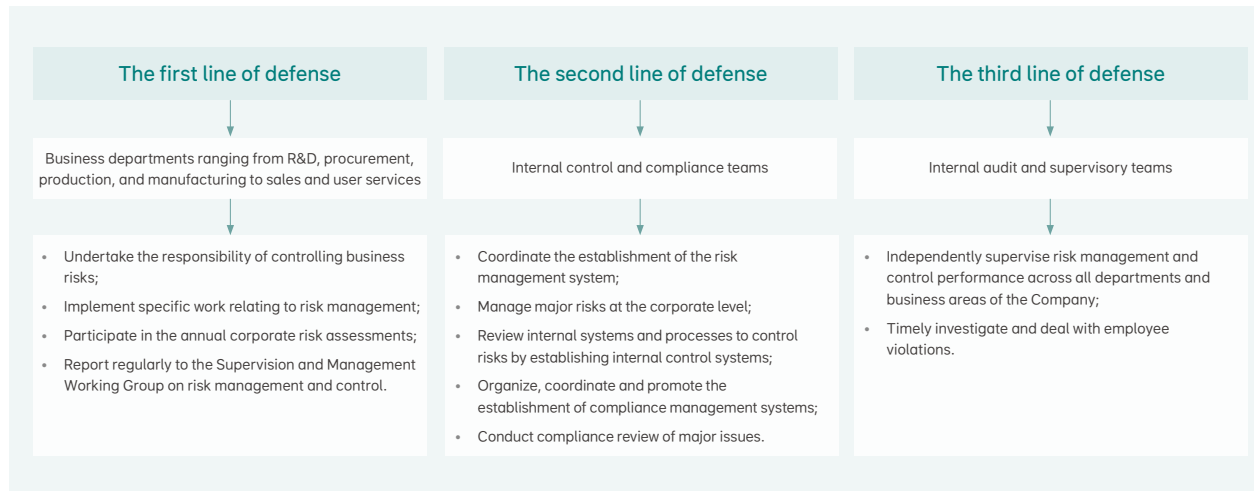 The first line of defense
Business departments ranging from R&D, procurement,
production, and manufacturing to sales and user services
• Undertake the responsibility of controlling business
risks;
• Implement specific work relating to risk management;
• Participate in the annual corporate risk assessments;
• Report regularly to the Supervision and Management
Working Group on risk management and control.
The second line of defense
Internal control and compliance teams
• Coordinate the establishment of the risk
management system;
• Manage major risks at the corporate level;
• Review internal systems and processes to control
risks by establishing internal control systems;
• Organize, coordinate and promote the
establishment of compliance management systems;
• Conduct compliance review of major issues.
The third line of defense
Internal audit and supervisory teams
• Independently supervise risk management and
control performance across all departments and
business areas of the Company;
• Timely investigate and deal with employee
violations.